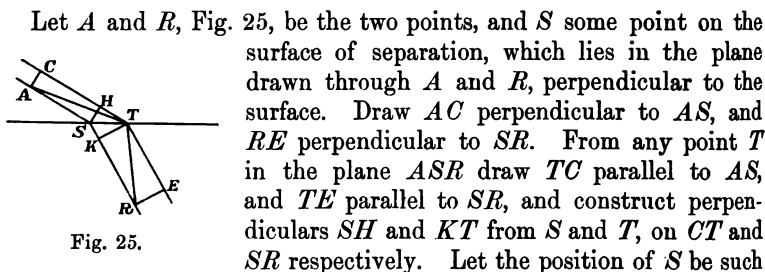 Let A and R, Fig. 25, be the two points, and S some point on the
surface of separation, which lies in the plane
drawn through A and R, perpendicular to the
surface. Draw AC perpendicular to AS, and
RE perpendicular to SR. From any point T
in the plane ASR draw TC parallel to AS,
and TE parallel to SR, and construct perpen-
diculars SH and KT from S and T, on CT and
SR respectively. Let the position of S be such
C
A
H
T
S
K
E
R
Fig. 25.